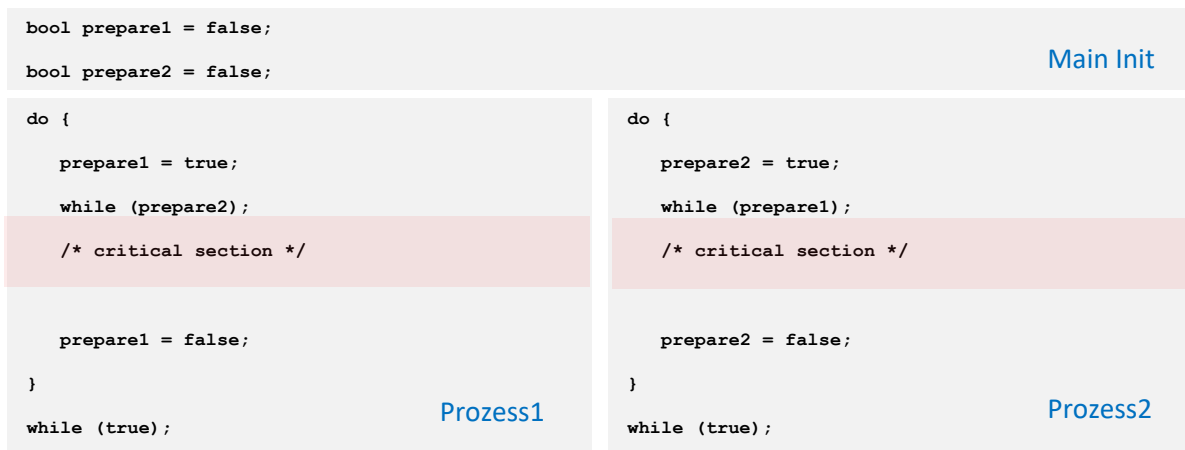 bool prepare1 = false;
bool prepare2 = false;
Main Init
do {
prepare1 = true;
while (prepare2);
/* critical section */
prepare1 = false;
}
while (true);
Prozess1
do {
prepare2 = true;
while (prepare1);
/* critical section */
prepare2 = false;
}
while (true);
Prozess2